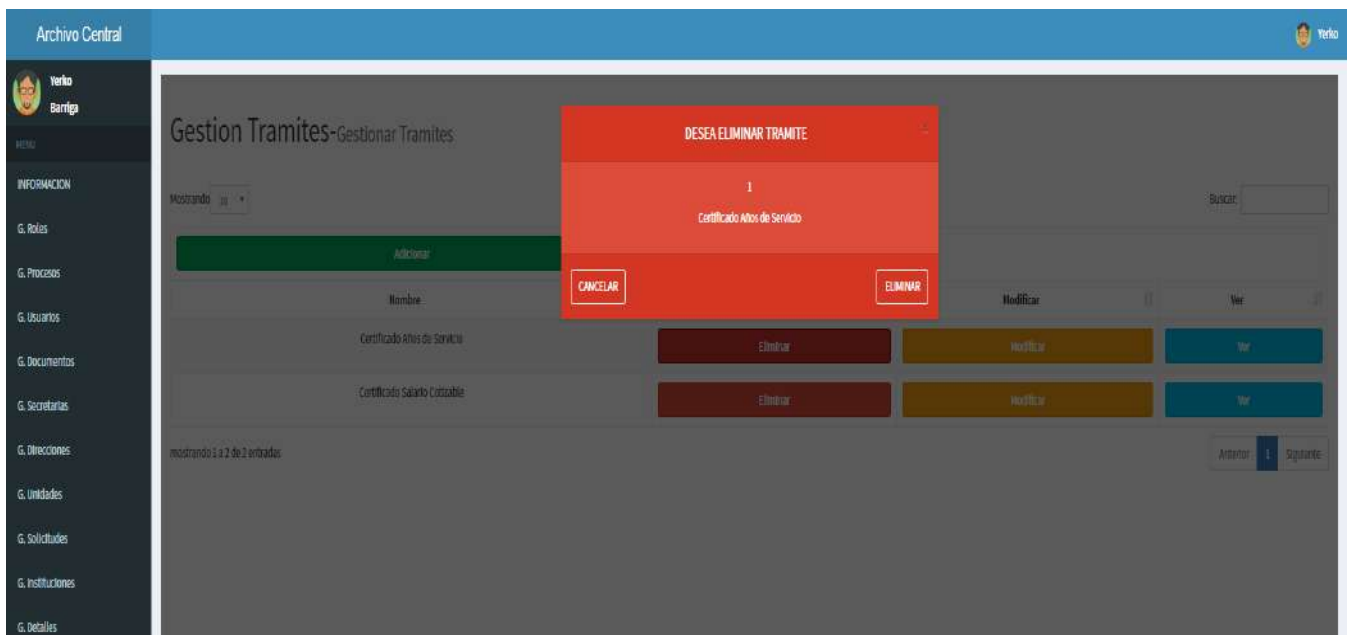 Archivo Central
Yerko
Yerko
Barriga
MENU
INFORMACION
G. Roles
G. Procesos
G. Usuarios
G. Documentos
G. Secretarias
G. Direcciones
G. Unidades
G. Solicitudes
G. Instituciones
G. Detalles
Gestion Tramites-Gestionar Tramites
Mostrando 10
Buscar:
Adicionar
Nombre
Modificar
Ver
Certificado Años de Servicio
Eliminar
Modificar
Ver
Certificado Salario Cotizable
Eliminar
Modificar
Ver
mostrando 1 a 2 de 2 entradas
Anterior
1
Siguiente
DESEA ELIMINAR TRAMITE
1
Certificado Años de Servicio
CANCELAR
ELIMINAR